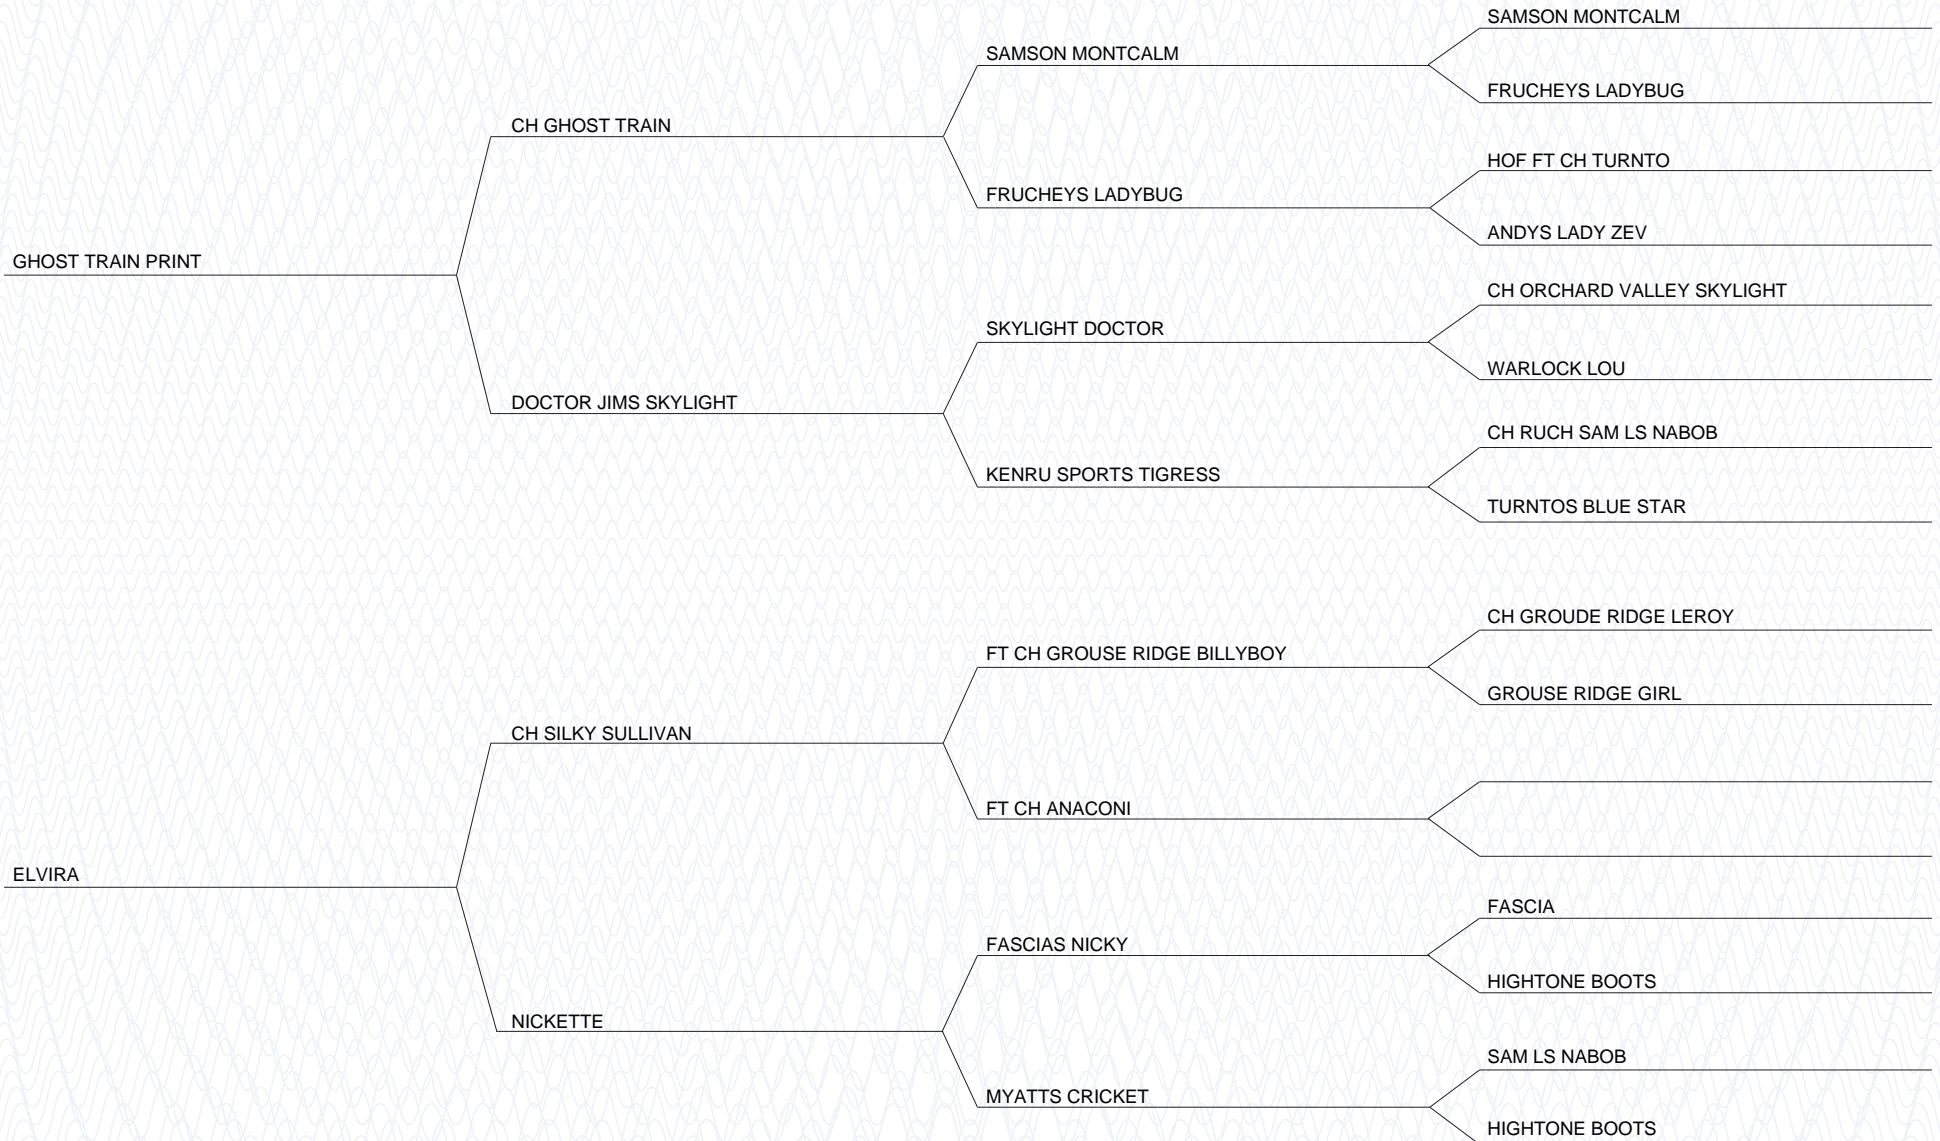 SAMSON MONTCALM
SAMSON MONTCALM
FRUCHEYS LADYBUG
CH GHOST TRAIN
HOF FT CH TURNTO
FRUCHEYS LADYBUG
ANDYS LADY ZEV
GHOST TRAIN PRINT
CH ORCHARD VALLEY SKYLIGHT
SKYLIGHT DOCTOR
WARLOCK LOU
DOCTOR JIMS SKYLIGHT
CH RUCH SAM LS NABOB
KENRU SPORTS TIGRESS
TURNTOS BLUE STAR
CH GROUDE RIDGE LEROY
FT CH GROUSE RIDGE BILLYBOY
GROUSE RIDGE GIRL
CH SILKY SULLIVAN
FT CH ANACONI
ELVIRA
FASCIA
FASCIAS NICKY
HIGHTONE BOOTS
NICKETTE
SAM LS NABOB
MYATTS CRICKET
HIGHTONE BOOTS